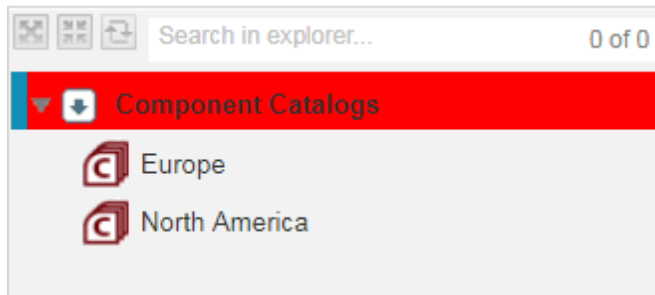 Search in explorer... 0 of 0
Component Catalogs
C Europe
C North America